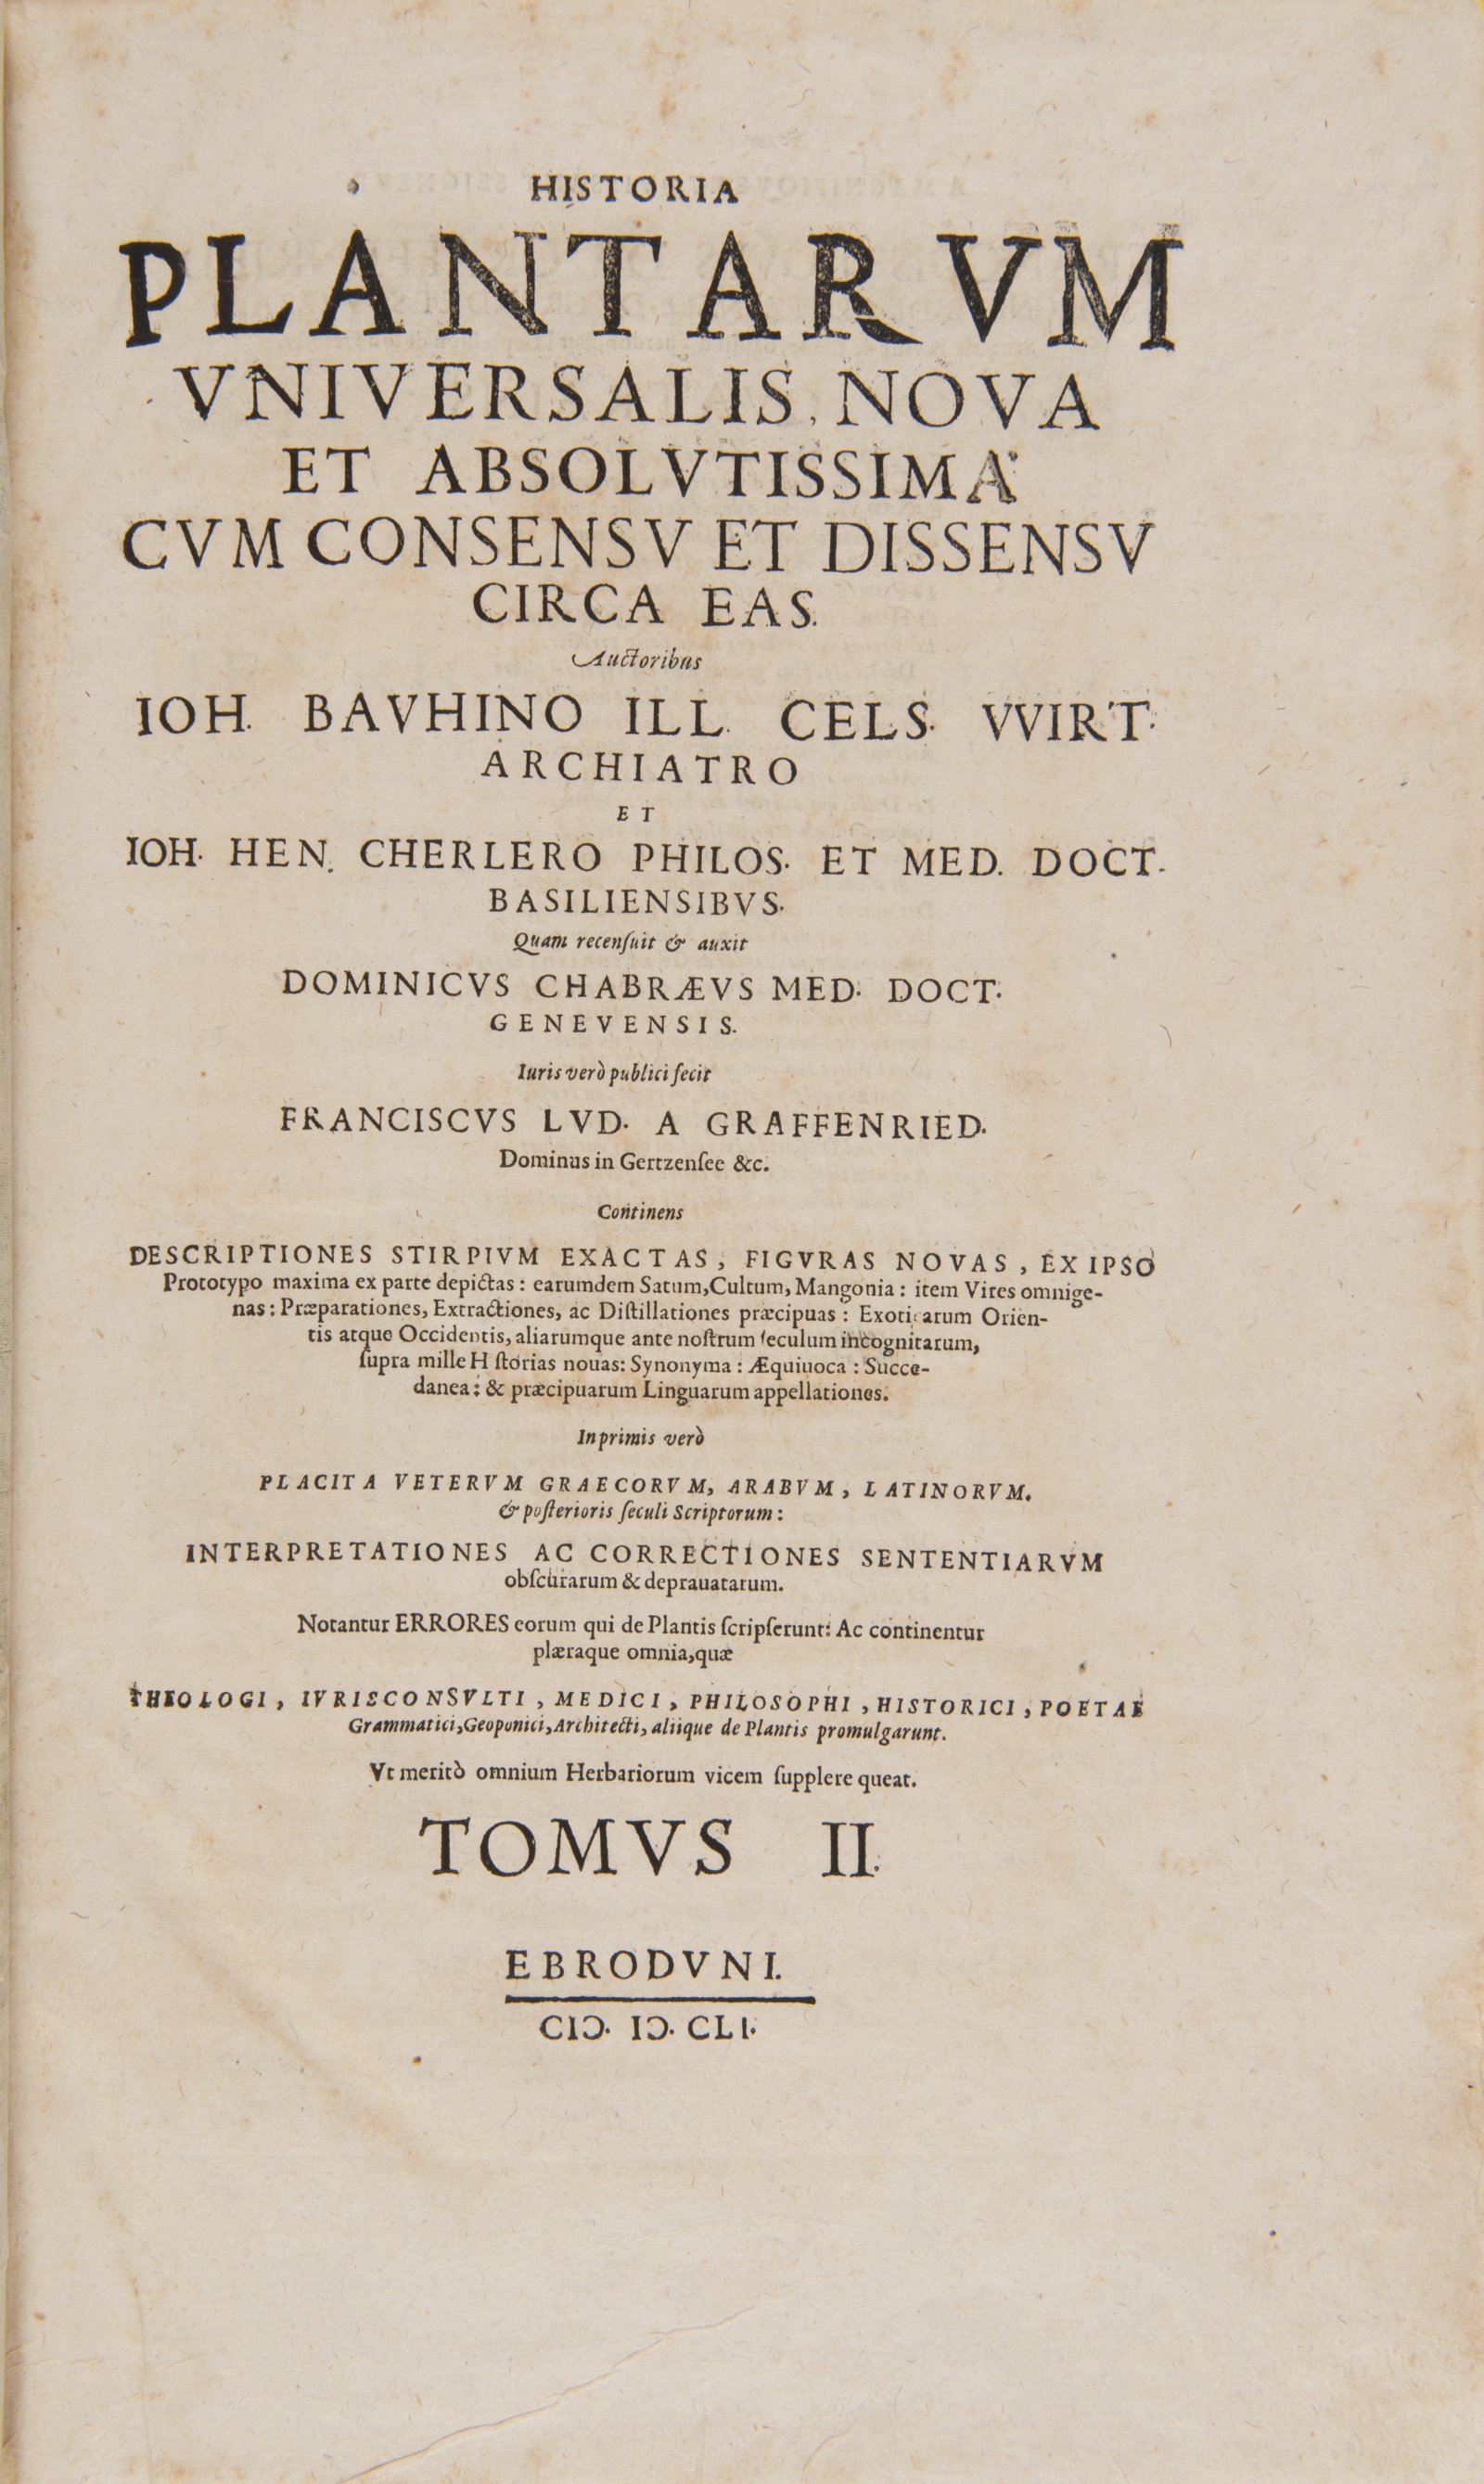 HISTORIA
PLANTARVM
VNIVERSALIS, NOVA
ET ABSOLVTISSIMA
CVM CONSENSV ET DISSENSV
CIRCA EAS.
Auctoribus
IOH. BAVHINO ILL. CELS. VVIRT.
ARCHIATRO
ET
IOH. HEN. CHERLERO PHILOS. ET MED. DOCT.
BASILIENSIBVS.
Quam recenſuit & auxit
DOMINICVS CHABRÆVS MED. DOCT.
GENEVENSIS.
Iuris verò publici fecit
FRANCISCVS LVD. A GRAFFENRIED.
Dominus in Gertzenſee &c.
Continens
DESCRIPTIONES STIRPIVM EXACTAS, FIGVRAS NOVAS, EX IPSO
Prototypo maxima ex parte depictas: earumdem Satum, Cultum, Mangonia: item Vires omnige-
nas: Præparationes, Extractiones, ac Diſtillationes præcipuas: Exoticarum Orien-
tis atque Occidentis, aliarumque ante noſtrum ſeculum incognitarum,
ſupra mille H ſtorias nouas: Synonyma: Æquiuoca: Succe-
danea: & præcipuarum Linguarum appellationes.
Inprimis verò
PLACITA VETERVM GRAECORVM, ARABVM, LATINORVM.
& poſterioris ſeculi Scriptorum:
INTERPRETATIONES AC CORRECTIONES SENTENTIARVM
obſcurarum & deprauatarum.
Notantur ERRORES eorum qui de Plantis ſcripſerunt: Ac continentur
plæraque omnia, quæ
THEOLOGI, IVRISCONSVLTI, MEDICI, PHILOSOPHI, HISTORICI, POETAE
Grammatici, Geoponici, Architecti, aliique de Plantis promulgarunt.
Vt meritò omnium Herbariorum vicem ſupplere queat.
TOMVS II.
EBRODVNI.
CIƆ. IƆ. CLI.